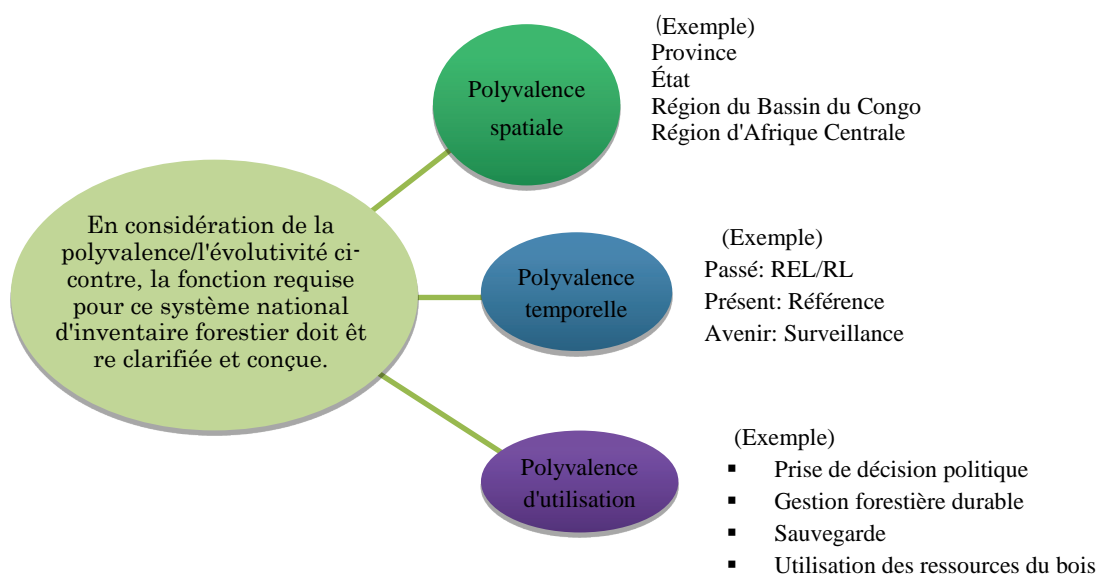 En considération de la
polyvalence/l'évolutivité ci-
contre, la fonction requise
pour ce système national
d'inventaire forestier doit êt
re clarifiée et conçue.
Polyvalence
spatiale
(Exemple)
Province
État
Région du Bassin du Congo
Région d'Afrique Centrale
Polyvalence
temporelle
(Exemple)
Passé: REL/RL
Présent: Référence
Avenir: Surveillance
Polyvalence
d'utilisation
(Exemple)
▪ Prise de décision politique
▪ Gestion forestière durable
▪ Sauvegarde
▪ Utilisation des ressources du bois